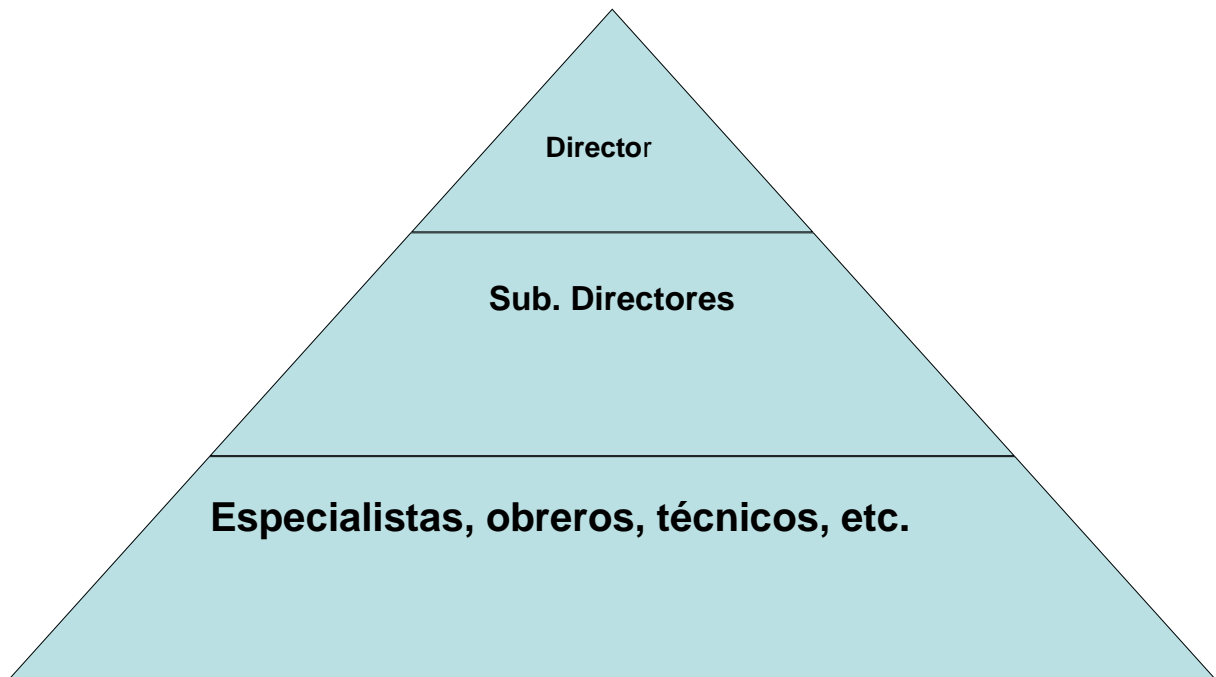 Director
Sub. Directores
Especialistas, obreros, técnicos, etc.